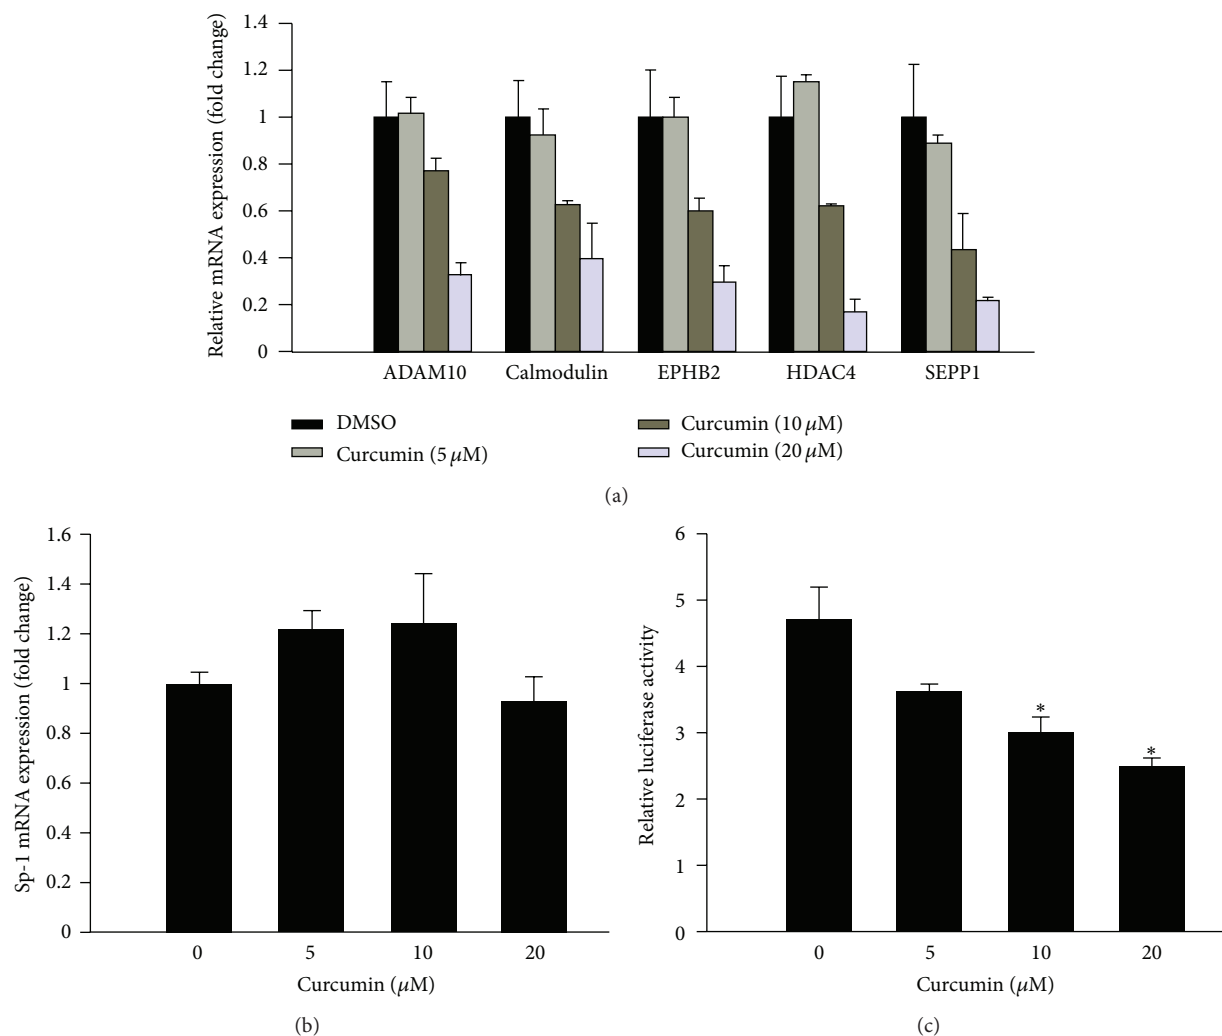 Relative mRNA expression (fold change)
1.4
1.2
1
0.8
0.6
0.4
0.2
0
ADAM10 Calmodulin EPHB2 HDAC4 SEPP1
DMSO
Curcumin (5 μM)
Curcumin (10 μM)
Curcumin (20 μM)
(a)
Sp-1 mRNA expression (fold change)
1.6
1.4
1.2
1
0.8
0.6
0.4
0.2
0
0 5 10 20
Curcumin (μM)
(b)
Relative luciferase activity
6
5
4
3
2
1
0
*
*
0 5 10 20
Curcumin (μM)
(c)